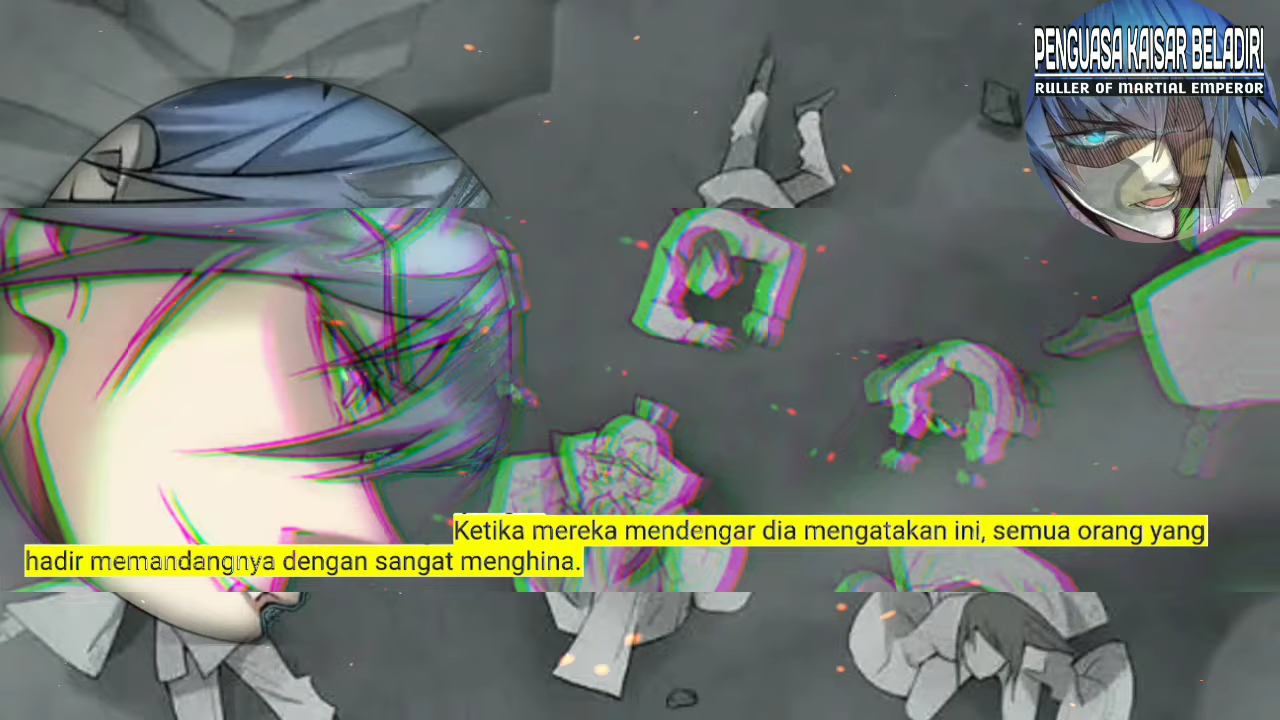 PENGUASA KAISAR BELADIRI
RULLER OF MARTIAL EMPEROR
Ketika mereka mendengar dia mengatakan ini, semua orang yang
hadir memandangnya dengan sangat menghina.